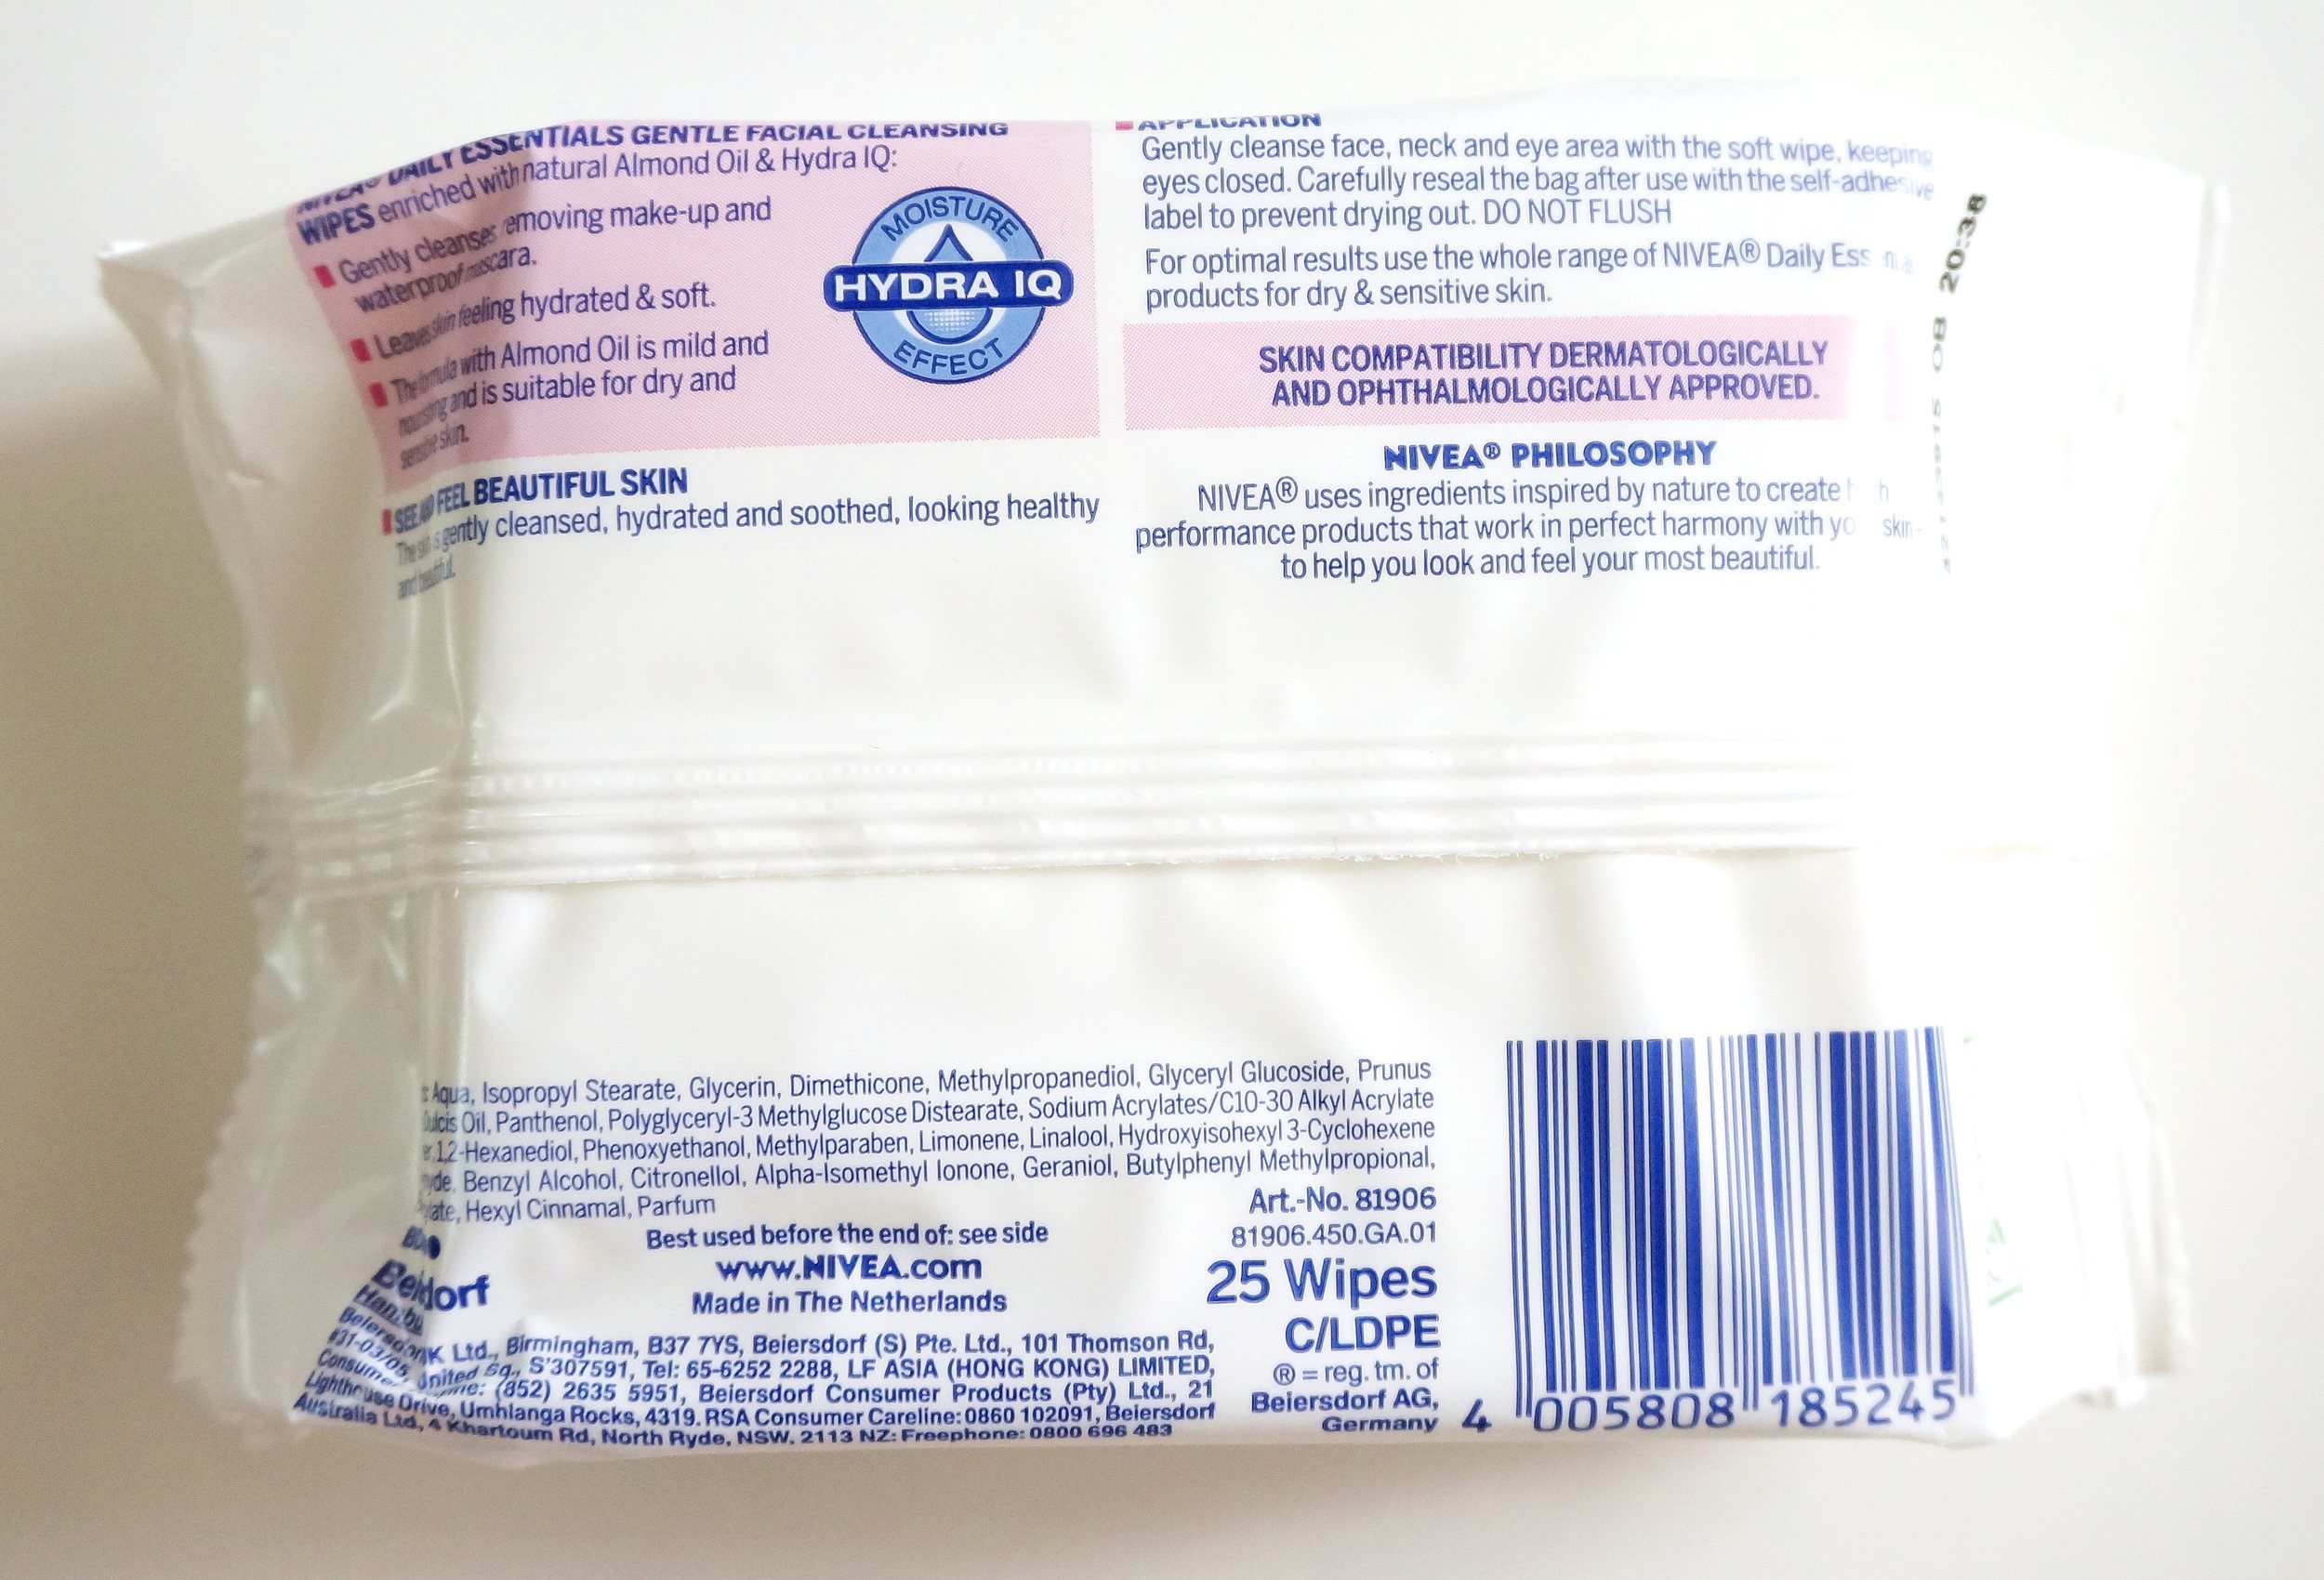 NIVEA® DAILY ESSENTIALS GENTLE FACIAL CLEANSING
WIPES enriched with natural Almond Oil & Hydra IQ:
Gently cleanses removing make-up and
waterproof mascara.
Leaves skin feeling hydrated & soft.
The formula with Almond Oil is mild and
and is suitable for dry and
sensitive skin.
MOISTURE
HYDRA IQ
EFFECT
SEE AND FEEL BEAUTIFUL SKIN
The skin is gently cleansed, hydrated and soothed, looking healthy
and beautiful.
APPLICATION
Gently cleanse face, neck and eye area with the soft wipe, keeping
eyes closed. Carefully reseal the bag after use with the self-adhesive
label to prevent drying out. DO NOT FLUSH
For optimal results use the whole range of NIVEA® Daily
products for dry & sensitive skin.
SKIN COMPATIBILITY DERMATOLOGICALLY
AND OPHTHALMOLOGICALLY APPROVED.
NIVEA® PHILOSOPHY
NIVEA® uses ingredients inspired by nature to create
performance products that work in perfect harmony with skin -
to help you look and feel your most beautiful.
08 20:38
Aqua, Isopropyl Stearate, Glycerin, Dimethicone, Methylpropanediol, Glyceryl Glucoside, Prunus
Oil, Panthenol, Polyglyceryl-3 Methylglucose Distearate, Sodium Acrylates/C10-30 Alkyl Acrylate
1,2-Hexanediol, Phenoxyethanol, Methylparaben, Limonene, Linalool, Hydroxyisohexyl 3-Cyclohexene
Benzyl Alcohol, Citronellol, Alpha-Isomethyl Ionone, Geraniol, Butylphenyl Methylpropional,
Hexyl Cinnamal, Parfum
Art.-No. 81906
Best used before the end of: see side
81906.450.GA.01
www.NIVEA.com
25 Wipes
Made in The Netherlands
C/LDPE
Ltd., Birmingham, B37 7YS, Beiersdorf (S) Pte. Ltd., 101 Thomson Rd,
#31-03/05, United Sq., S'307591, Tel: 65-6252 2288, LF ASIA (HONG KONG) LIMITED,
(852) 2635 5951, Beiersdorf Consumer Products (Pty) Ltd., 21
Lighthouse Drive, Umhlanga Rocks, 4319. RSA Consumer Careline: 0860 102091, Beiersdorf
Australia Ltd, 4 Khartoum Rd, North Ryde, NSW, 2113 NZ: Freephone: 0800 696 483
® = reg. tm. of
Beiersdorf AG,
Germany
4 005808 185245